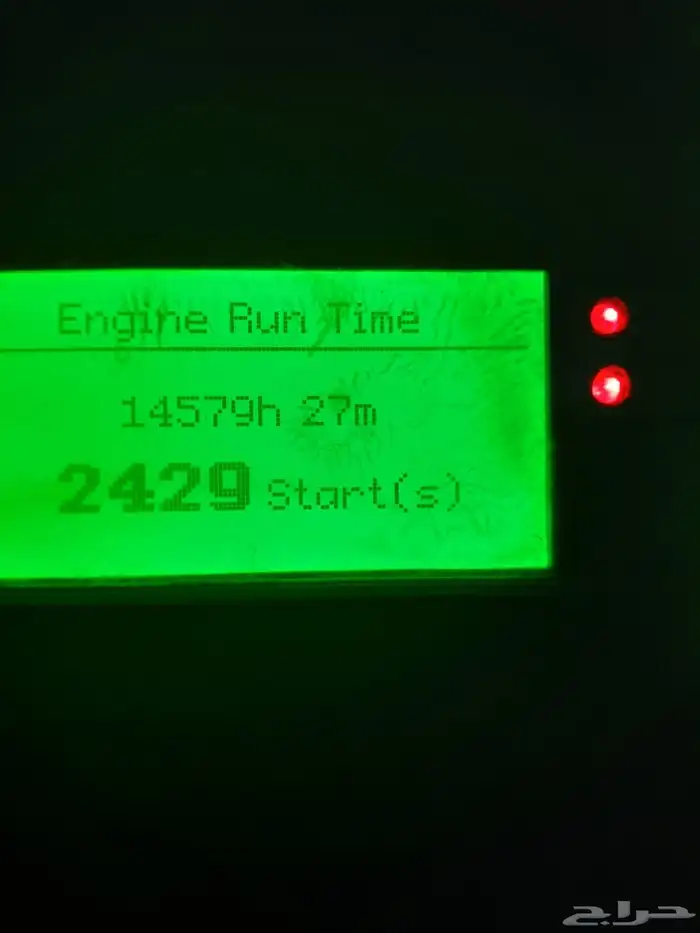 Engine Run Time
14579h 27m
2429 Start(s)
حراج